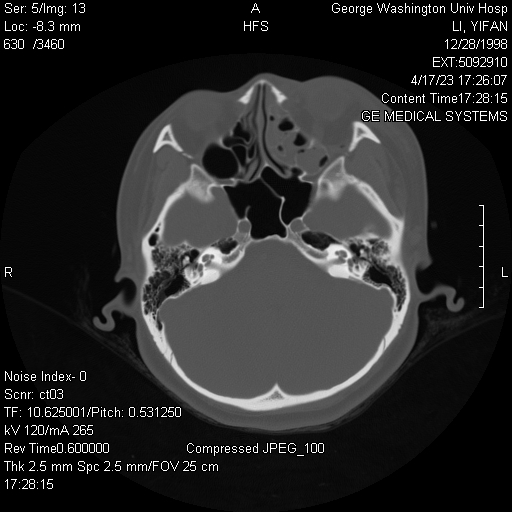 Ser: 5/Img: 13
Loc: -8.3 mm
630 /3460
A
HFS
George Washington Univ Hosp
LI, YIFAN
12/28/1998
EXT:5092910
4/17/23 17:26:07
Content Time17:28:15
GE MEDICAL SYSTEMS
R
L
Noise Index- 0
Scnr: ct03
TF: 10.625001/Pitch: 0.531250
kV 120/mA 265
Rev Time0.600000
Compressed JPEG_100
Thk 2.5 mm Spc 2.5 mm/FOV 25 cm
17:28:15